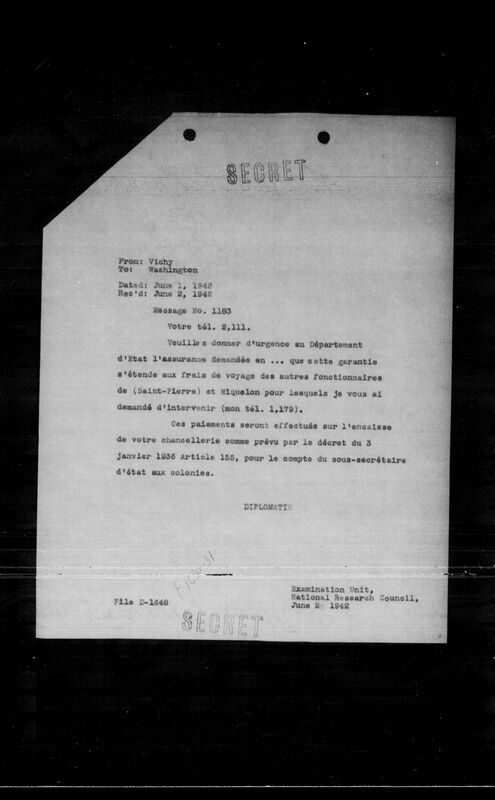 SECRET
From: Vichy
To: Washington
Dated: June 1, 1942
Rec'd: June 2, 1942
Message No. 1183
Votre tél. 2,111.
Veuillez donner d'urgence au Département
d'Etat l'assurance demandée en ... que cette garantie
s'étende aux frais de voyage des autres fonctionnaires
de (Saint-Pierre) et Miquelon pour lesquels je vous ai
demandé d'intervenir (mon tél. 1,179).
Ces paiements seront effectués sur l'encaisse
de votre chancellerie comme prévu par le décret du 3
janvier 1936 Article 155, pour le compte du sous-secrétaire
d'état aux colonies.
DIPLOMATIE
F1630-31
Examination Unit,
National Research Council,
June 2 1942
File D-1648
SECRET